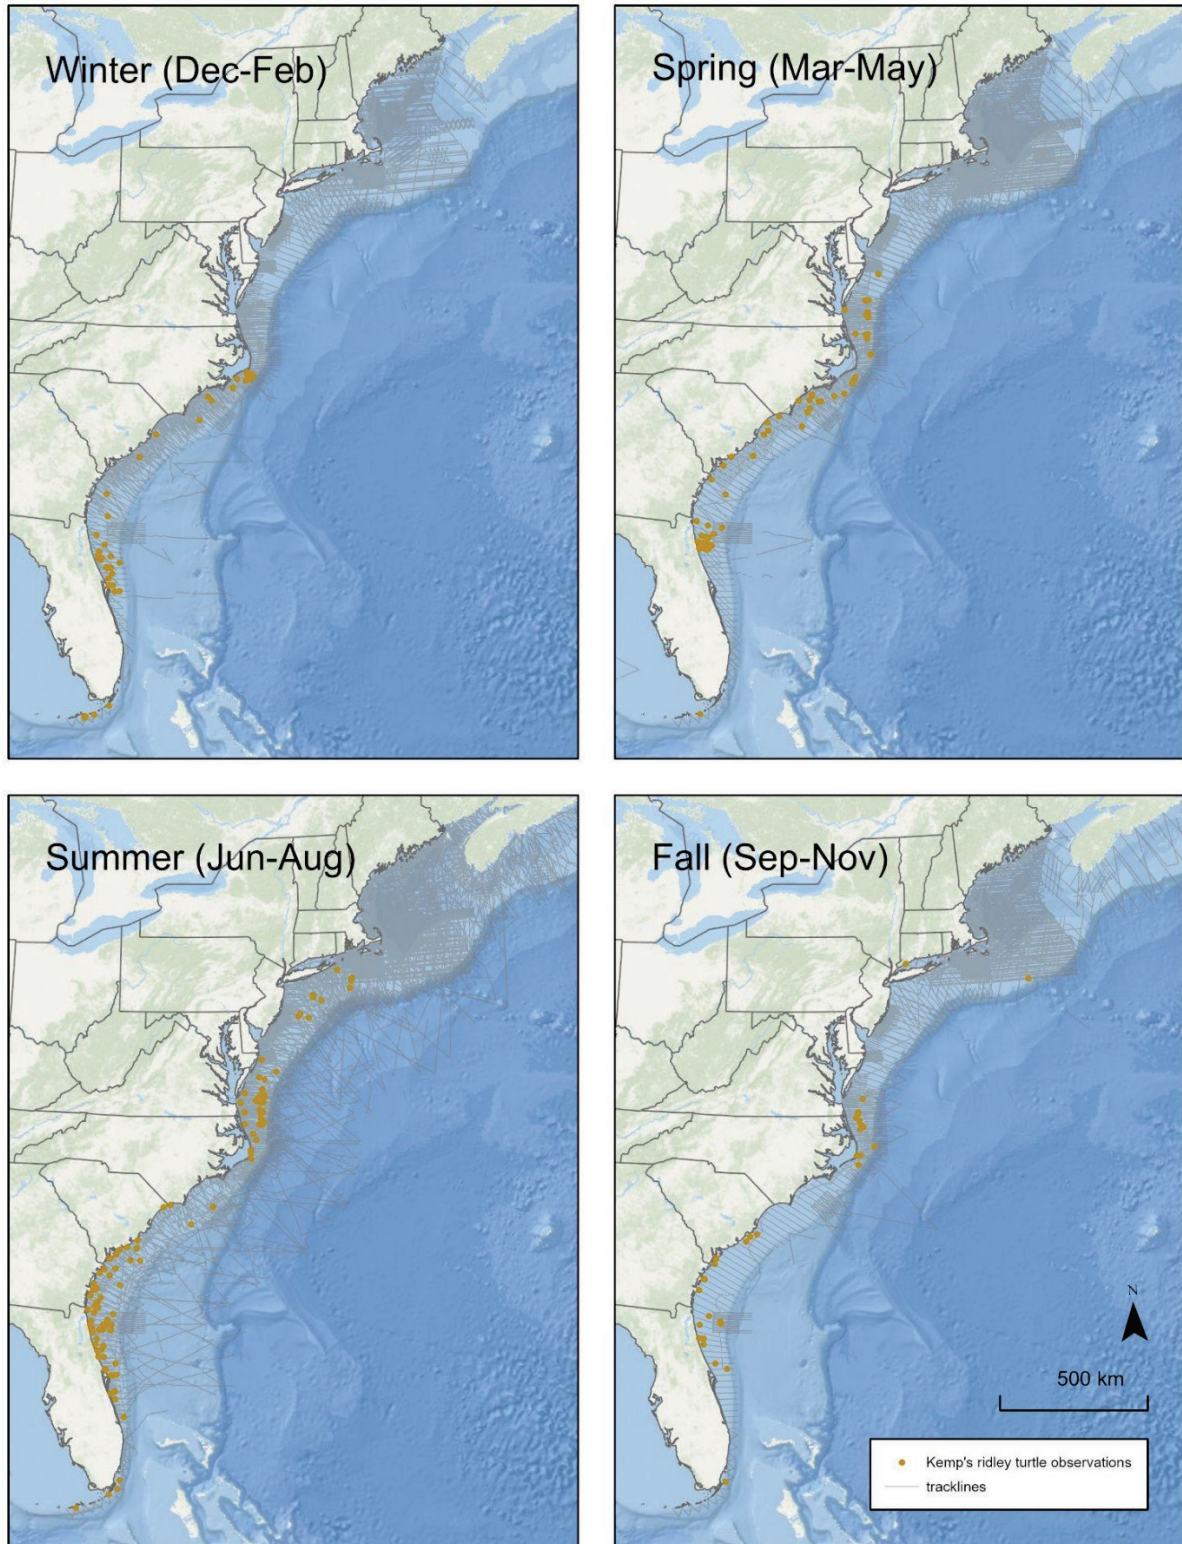 Winter (Dec-Feb)
Spring (Mar-May)
Summer (Jun-Aug)
Fall (Sep-Nov)
N
500 km
Kemp's ridley turtle observations
tracklines